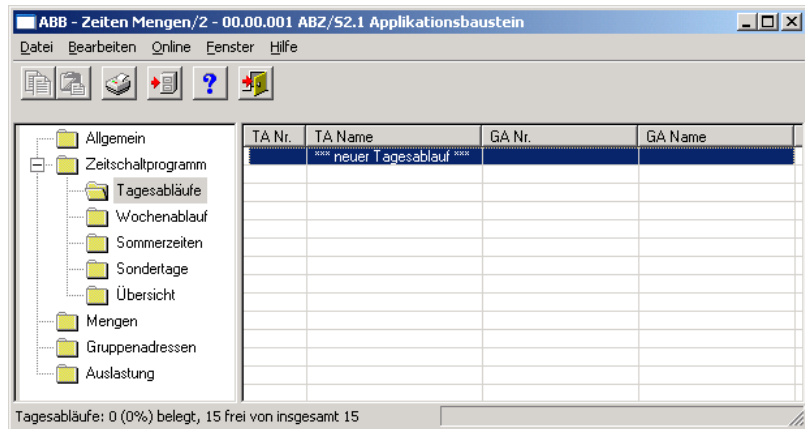 ABB - Zeiten Mengen/2 - 00.00.001 ABZ/S2.1 Applikationsbaustein
Datei Bearbeiten Online Fenster Hilfe
Allgemein
Zeitschaltprogramm
Tagesabläufe
Wochenablauf
Sommerzeiten
Sondertage
Übersicht
Mengen
Gruppenadressen
Auslastung
TA Nr. TA Name GA Nr. GA Name
*** neuer Tagesablauf ***
Tagesabläufe: 0 (0%) belegt, 15 frei von insgesamt 15